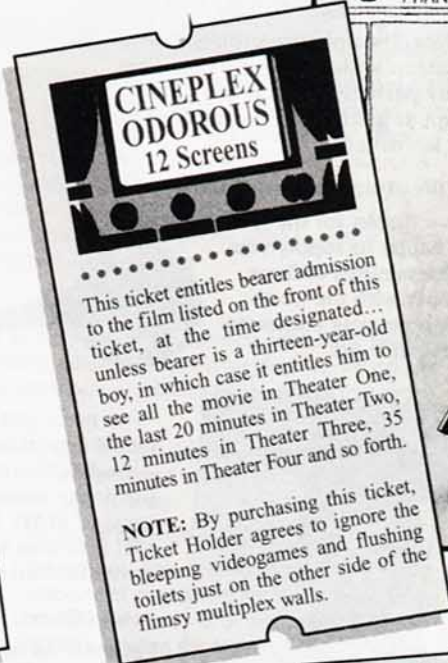 CINEPLEX
ODOROUS
12 Screens
This ticket entitles bearer admission
to the film listed on the front of this
ticket, at the time designated...
unless bearer is a thirteen-year-old
boy, in which case it entitles him to
see all the movie in Theater One,
the last 20 minutes in Theater Two,
12 minutes in Theater Three, 35
minutes in Theater Four and so forth.
NOTE: By purchasing this ticket,
Ticket Holder agrees to ignore the
bleeping videogames and flushing
toilets just on the other side of the
flimsy multiplex walls.